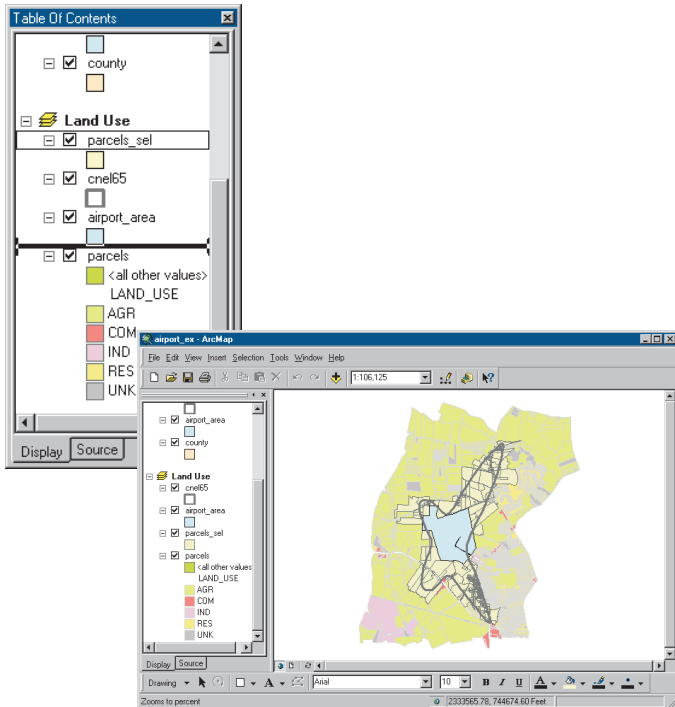 Table Of Contents
county
Land Use
parcels_sel
cnel65
airport_area
parcels
<all other values>
LAND_USE
AGR
COM
IND
RES
UNK
Display
Source
airport_ex - ArcMap
File Edit View Insert Selection Tools Window Help
1:106,125
airport_area
county
Land Use
cnel65
airport_area
parcels_sel
parcels
<all other values
LAND_USE
AGR
COM
IND
RES
UNK
Display
Source
Drawing A Arial 10 B I U A
Zooms to percent
2333565.78, 744674.60 Feet